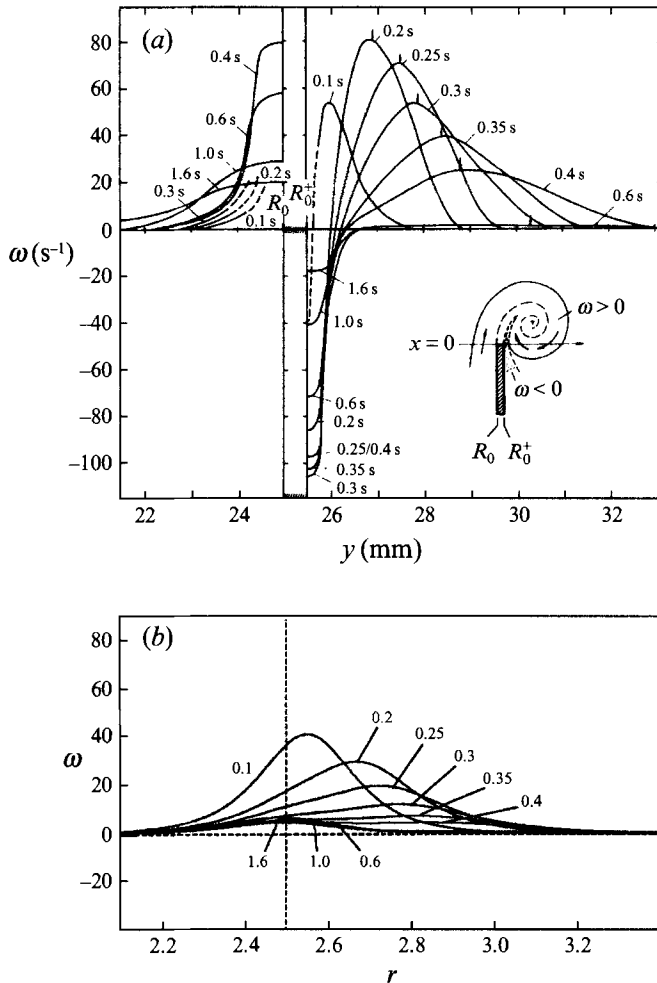 (a)
80
60
40
20
0
−20
−40
−60
−80
−100
ω (s⁻¹)
0.4 s
0.6 s
1.0 s
1.6 s
0.3 s
0.2 s
0.1 s
R₀
R₀⁺
0.1 s
0.2 s
0.25 s
0.3 s
0.35 s
0.4 s
0.6 s
1.6 s
1.0 s
0.6 s
0.2 s
0.25/0.4 s
0.35 s
0.3 s
x = 0
ω > 0
ω < 0
R₀ R₀⁺
22 24 26 28 30 32
y (mm)
(b)
80
60
40
20
0
−20
ω
0.1
0.2
0.25
0.3
0.35
0.4
1.6 1.0 0.6
2.2 2.4 2.6 2.8 3.0 3.2
r